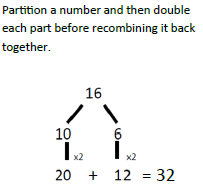 Partition a number and then double
each part before recombining it back
together.
16
10 6
x2 x2
20 + 12 = 32